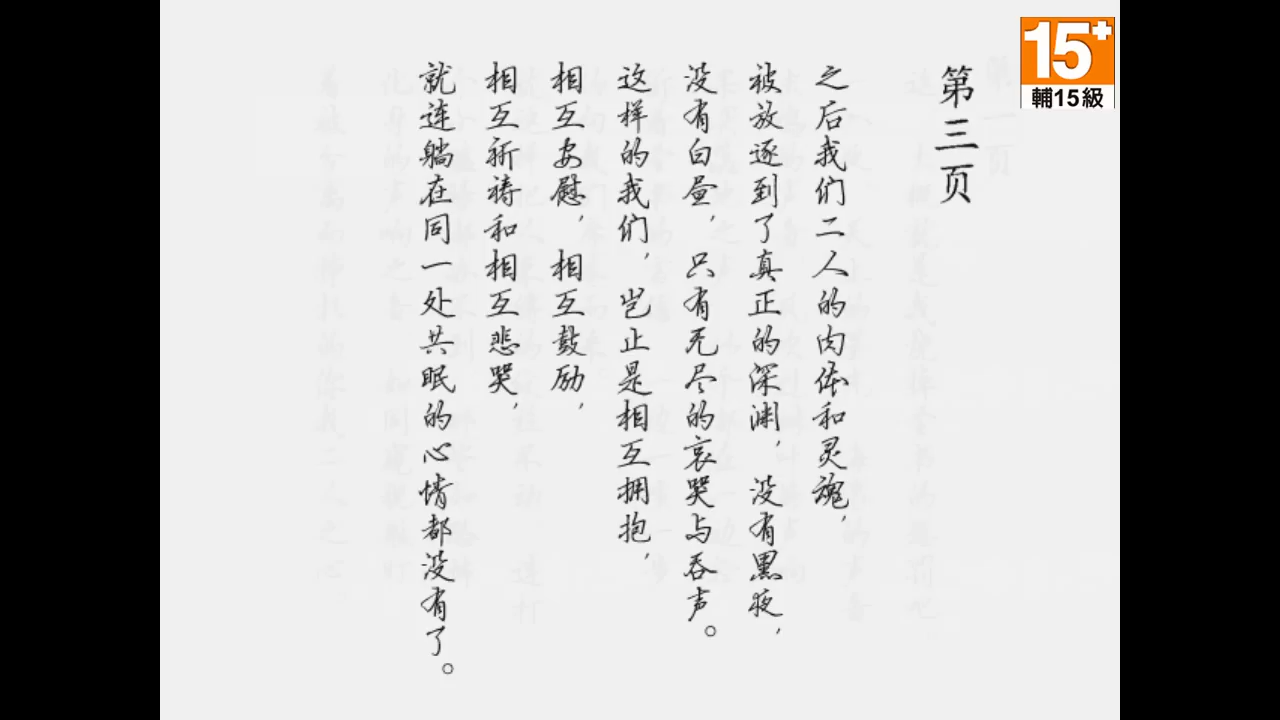 第三页
之后我们二人的肉体和灵魂，
被放逐到了真正的深渊，没有黑夜，
没有白昼，只有无尽的哀哭与吞声。
这样的我们，岂止是相互拥抱，
相互安慰，相互鼓励，
相互祈祷和相互悲哭，
就连躺在同一处共眠的心情都没有了。
15+
輔15級